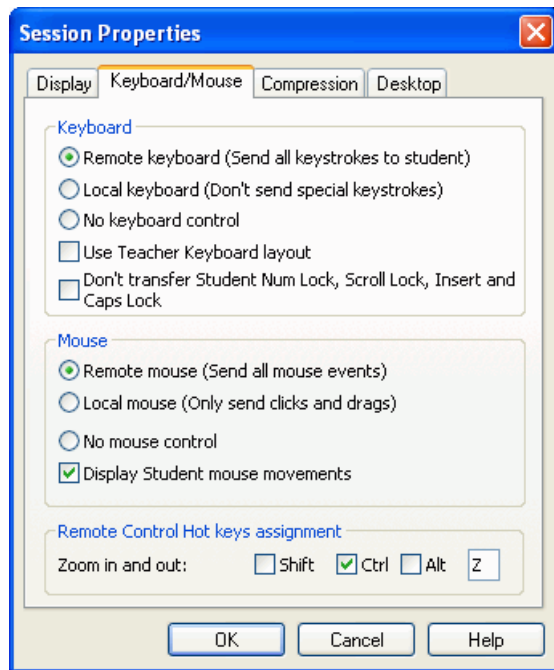 Session Properties
Display Keyboard/Mouse Compression Desktop
Keyboard
Remote keyboard (Send all keystrokes to student)
Local keyboard (Don't send special keystrokes)
No keyboard control
Use Teacher Keyboard layout
Don't transfer Student Num Lock, Scroll Lock, Insert and
Caps Lock
Mouse
Remote mouse (Send all mouse events)
Local mouse (Only send clicks and drags)
No mouse control
Display Student mouse movements
Remote Control Hot keys assignment
Zoom in and out: Shift Ctrl Alt Z
OK Cancel Help